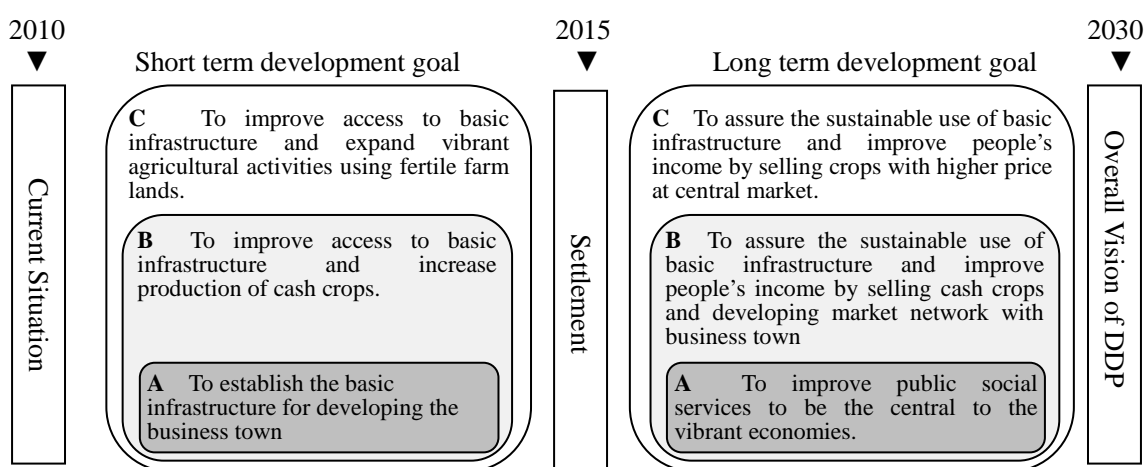 2010
2015
2030
▼
▼
▼
Short term development goal
Long term development goal
Current Situation
C To improve access to basic
infrastructure and expand vibrant
agricultural activities using fertile farm
lands.
B To improve access to basic
infrastructure and increase
production of cash crops.
A To establish the basic
infrastructure for developing the
business town
Settlement
C To assure the sustainable use of basic
infrastructure and improve people's
income by selling crops with higher price
at central market.
B To assure the sustainable use of
basic infrastructure and improve
people's income by selling cash crops
and developing market network with
business town
A To improve public social
services to be the central to the
vibrant economies.
Overall Vision of DDP